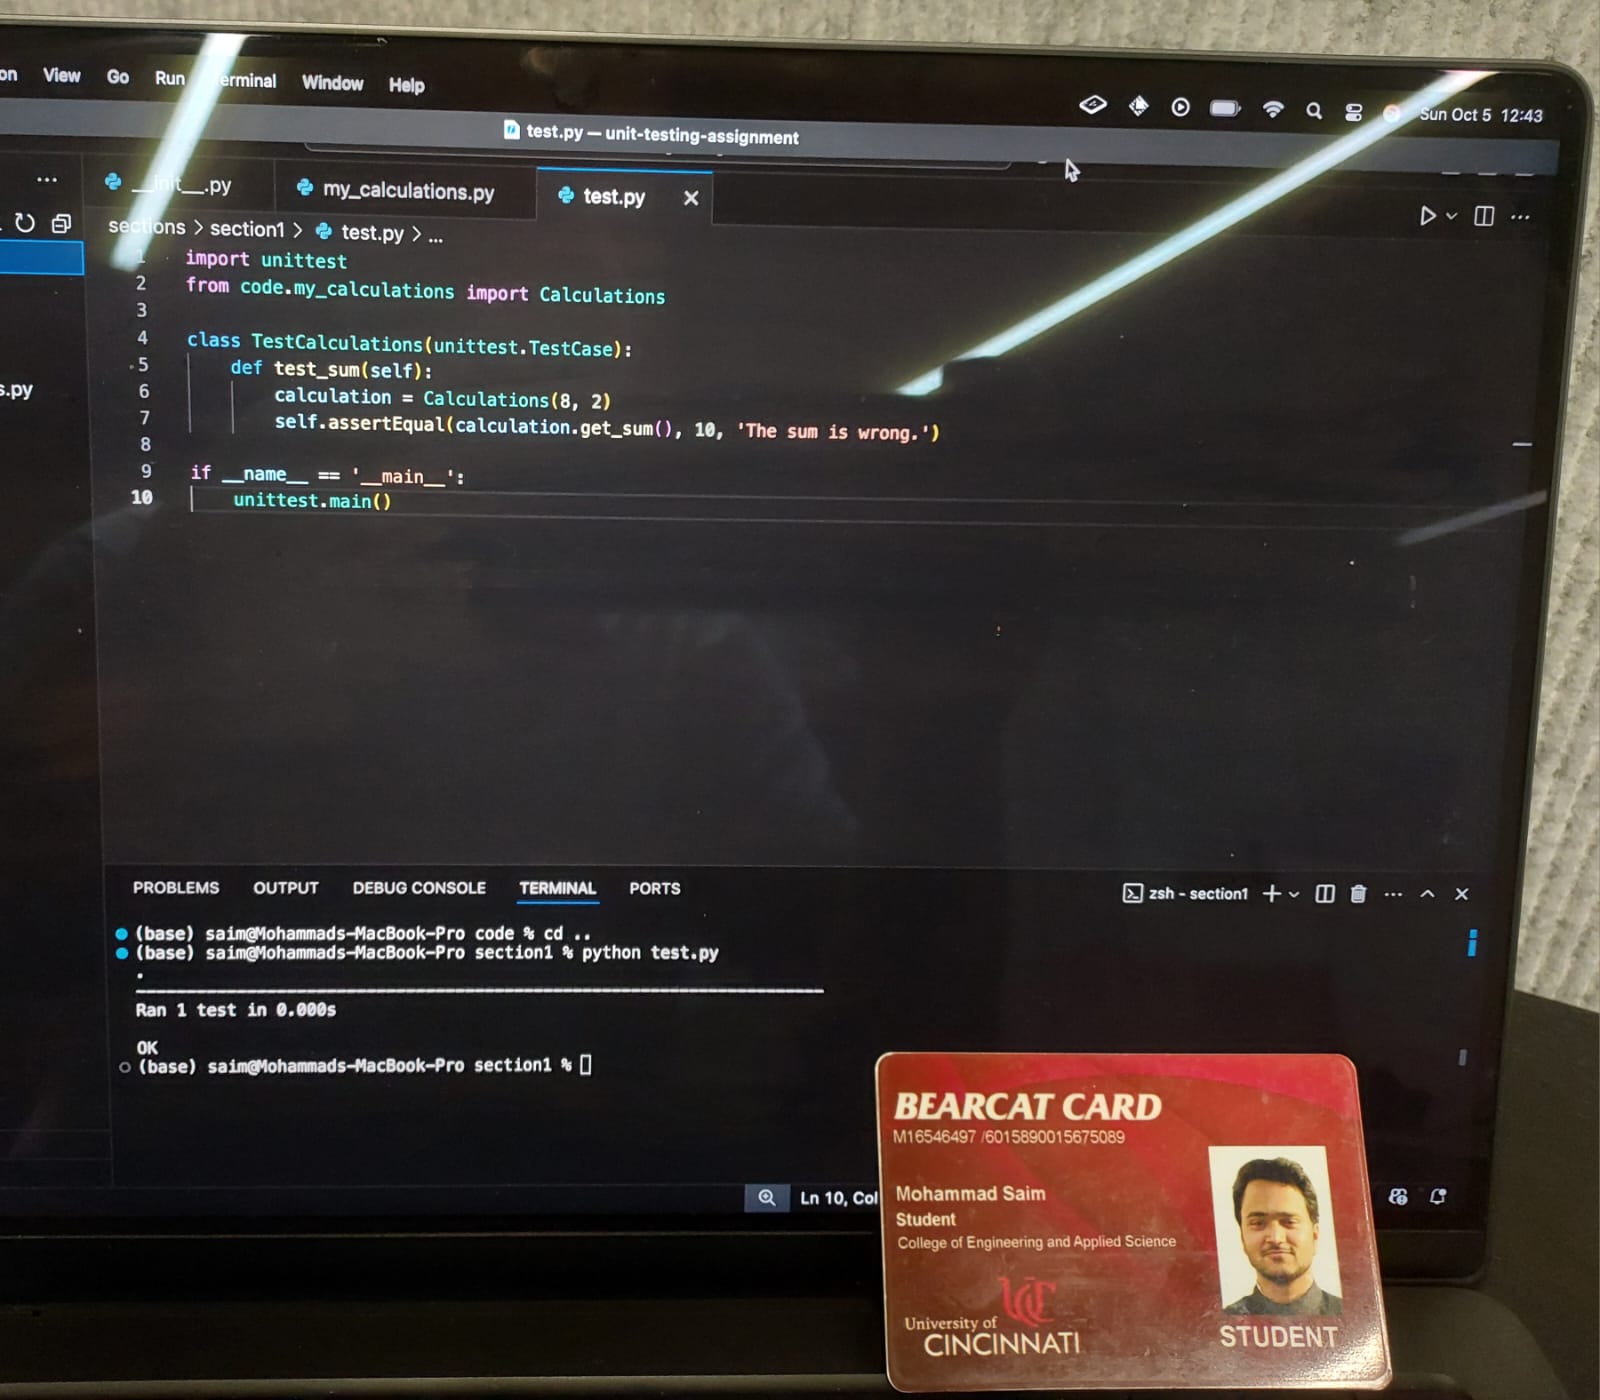 on View Go Run Terminal Window Help
Sun Oct 5 12:43
test.py — unit-testing-assignment
__init__.py my_calculations.py test.py
sections > section1 > test.py > ...
s.py
1 import unittest
2 from code.my_calculations import Calculations
3
4 class TestCalculations(unittest.TestCase):
5 def test_sum(self):
6 calculation = Calculations(8, 2)
7 self.assertEqual(calculation.get_sum(), 10, 'The sum is wrong.')
8
9 if __name__ == '__main__':
10 unittest.main()
PROBLEMS OUTPUT DEBUG CONSOLE TERMINAL PORTS
zsh - section1
(base) saim@Mohammads-MacBook-Pro code % cd ..
(base) saim@Mohammads-MacBook-Pro section1 % python test.py
.
Ran 1 test in 0.000s
OK
(base) saim@Mohammads-MacBook-Pro section1 %
Ln 10, Col
BEARCAT CARD
M16546497 /6015890015675089
Mohammad Saim
Student
College of Engineering and Applied Science
UC
University of
CINCINNATI
STUDENT